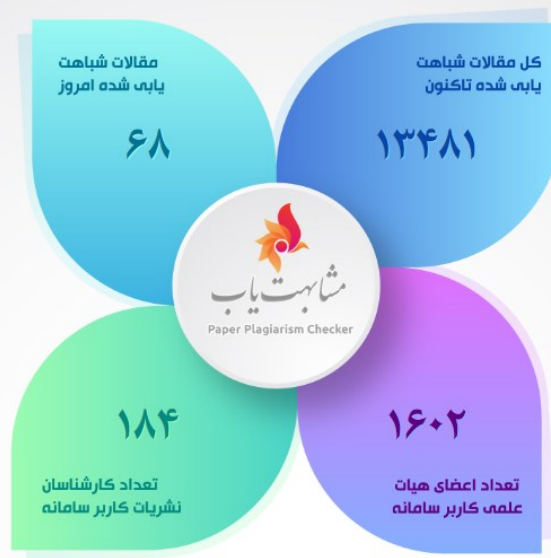 کل مقالات شباهت
یابی شده تاکنون
۱۳۴۸۱
مقالات شباهت
یابی شده امروز
۶۸
مشابهت‌یاب
Paper Plagiarism Checker
۱۶۰۲
تعداد اعضای هیات
علمی کاربر سامانه
۱۸۴
تعداد کارشناسان
نشریات کاربر سامانه